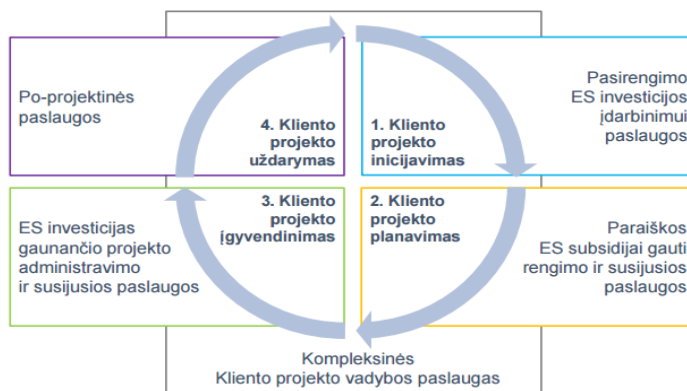 Po-projektinės
paslaugos
4. Kliento
projekto
uždarymas
1. Kliento
projekto
inicijavimas
Pasirengimo
ES investicijos
įdarbinimui
paslaugos
ES investicijas
gaunančio projekto
administravimo
ir susijusios paslaugos
3. Kliento
projekto
įgyvendinimas
2. Kliento
projekto
planavimas
Paraiškos
ES subsidijai gauti
rengimo ir susijusios
paslaugos
Kompleksinės
Kliento projekto vadybos paslaugas